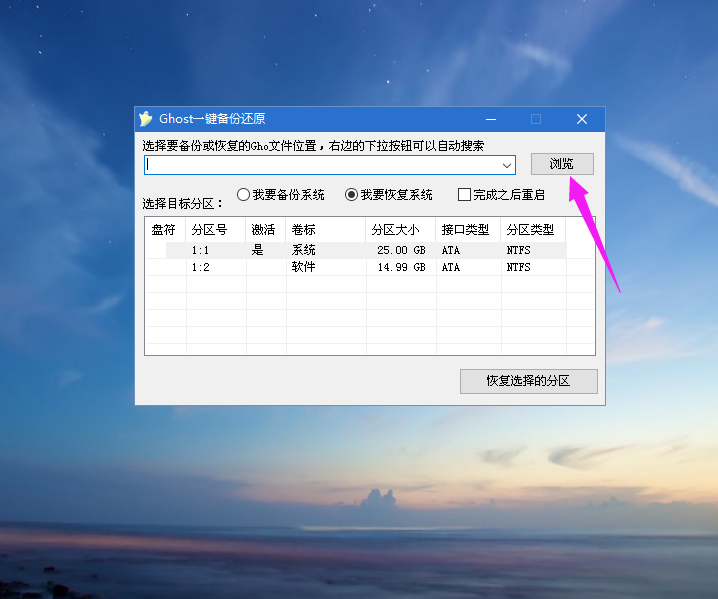 Ghost一键备份还原
选择要备份或恢复的Gho文件位置，右边的下拉按钮可以自动搜索
浏览
我要备份系统 我要恢复系统 完成之后重启
选择目标分区：
盘符 分区号 激活 卷标 分区大小 接口类型 分区类型
1:1 是 系统 25.00 GB ATA NTFS
1:2 软件 14.99 GB ATA NTFS
恢复选择的分区